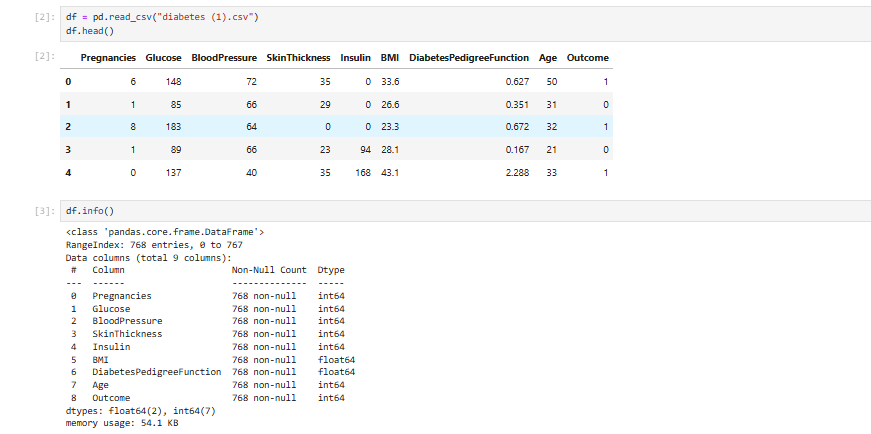 [2]: df = pd.read_csv("diabetes (1).csv")
df.head()
[2]: Pregnancies Glucose BloodPressure SkinThickness Insulin BMI DiabetesPedigreeFunction Age Outcome
0 6 148 72 35 0 33.6 0.627 50 1
1 1 85 66 29 0 26.6 0.351 31 0
2 8 183 64 0 0 23.3 0.672 32 1
3 1 89 66 23 94 28.1 0.167 21 0
4 0 137 40 35 168 43.1 2.288 33 1
[3]: df.info()
<class 'pandas.core.frame.DataFrame'>
RangeIndex: 768 entries, 0 to 767
Data columns (total 9 columns):
# Column Non-Null Count Dtype
--- ------ -------------- -----
0 Pregnancies 768 non-null int64
1 Glucose 768 non-null int64
2 BloodPressure 768 non-null int64
3 SkinThickness 768 non-null int64
4 Insulin 768 non-null int64
5 BMI 768 non-null float64
6 DiabetesPedigreeFunction 768 non-null float64
7 Age 768 non-null int64
8 Outcome 768 non-null int64
dtypes: float64(2), int64(7)
memory usage: 54.1 KB